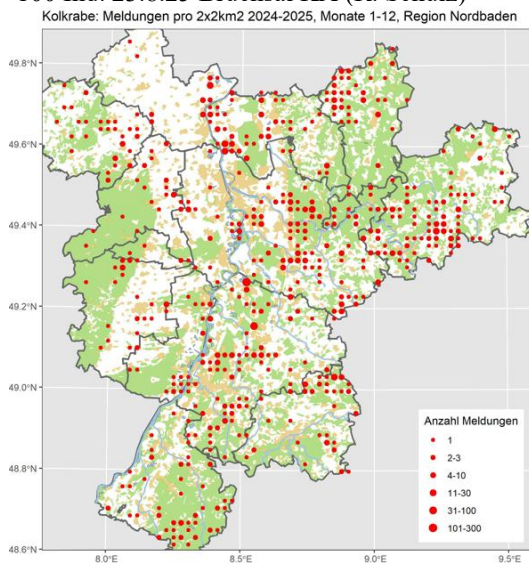 Kolkrabe: Meldungen pro 2x2km2 2024-2025, Monate 1-12, Region Nordbaden
49.8°N
49.6°N
49.4°N
49.2°N
49.0°N
48.8°N
48.6°N
8.0°E
8.5°E
9.0°E
9.5°E
Anzahl Meldungen
1
2-3
4-10
11-30
31-100
101-300